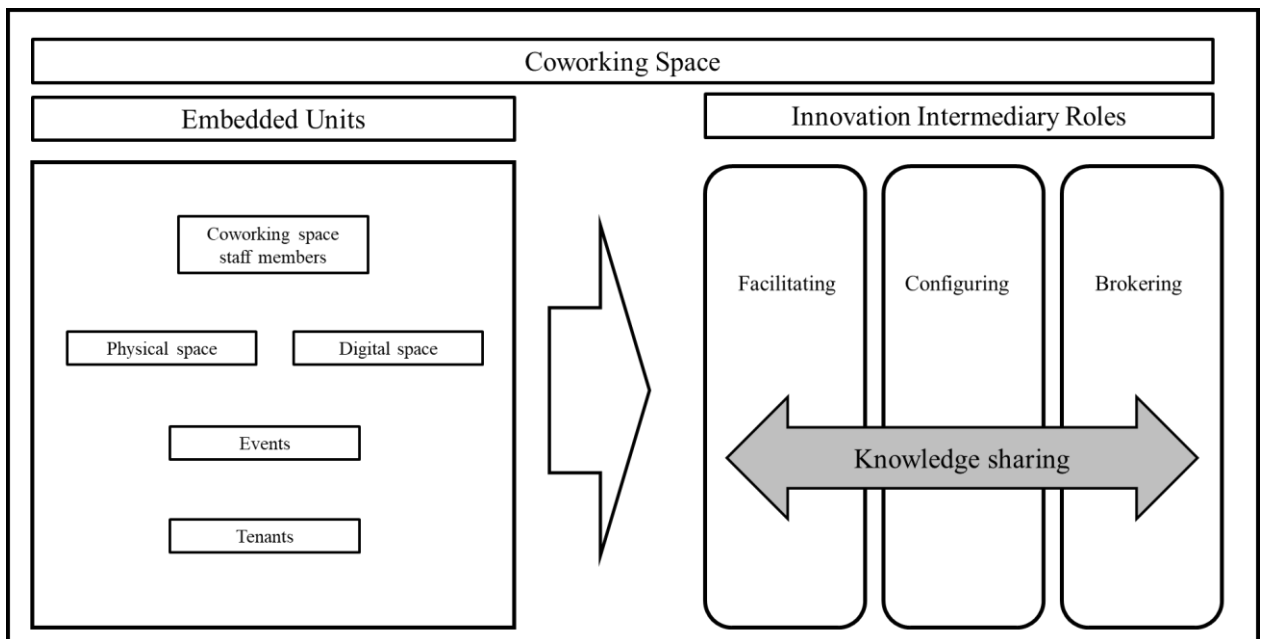 Coworking Space
Embedded Units
Innovation Intermediary Roles
Coworking space
staff members
Physical space
Digital space
Events
Tenants
Facilitating
Configuring
Brokering
Knowledge sharing